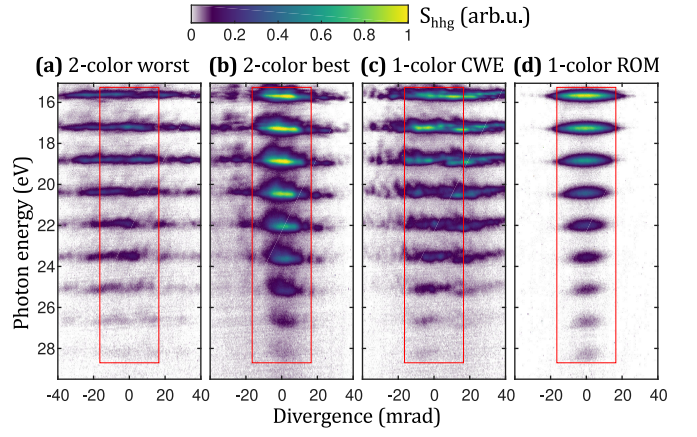 S_hhg (arb.u.)
0 0.2 0.4 0.6 0.8 1
(a) 2-color worst (b) 2-color best (c) 1-color CWE (d) 1-color ROM
Photon energy (eV)
16
18
20
22
24
26
28
-40 -20 0 20 40 -20 0 20 40 -20 0 20 40 -20 0 20 40
Divergence (mrad)